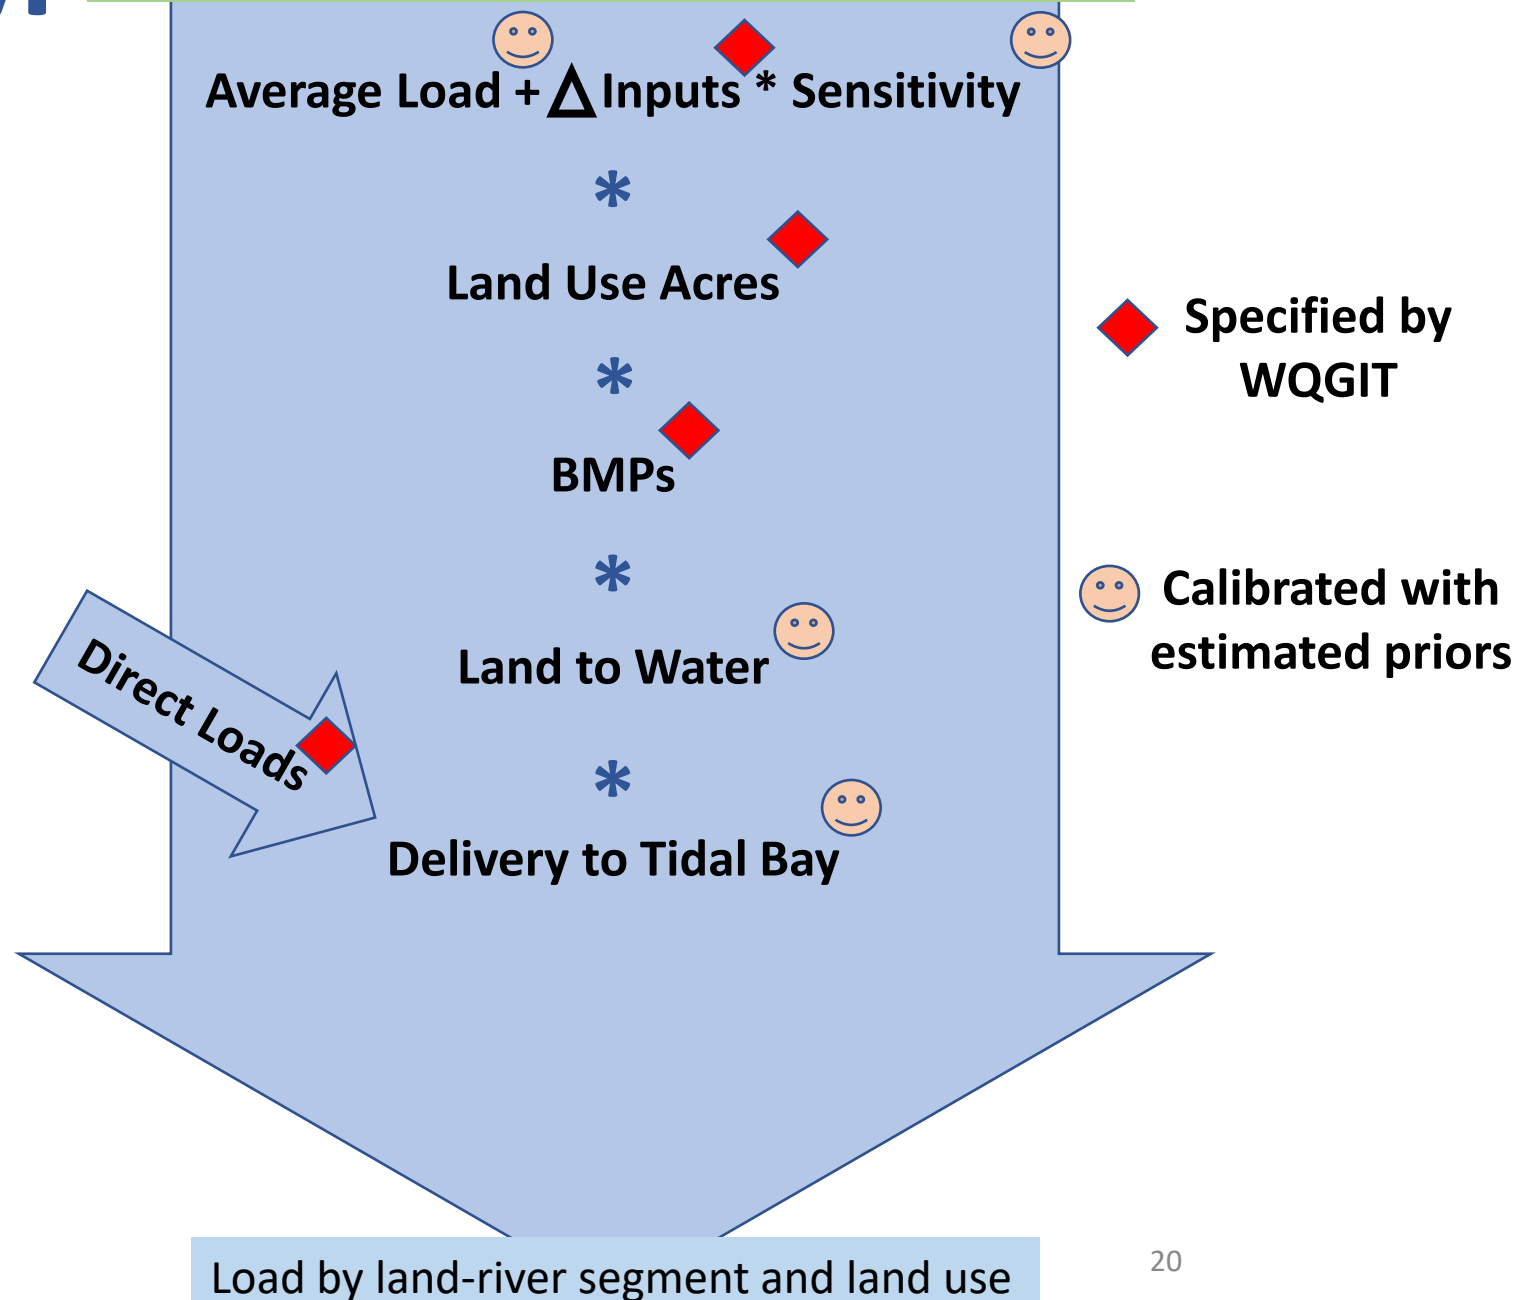 Average Load + Δ Inputs * Sensitivity
*
Land Use Acres
*
BMPs
*
Land to Water
*
Delivery to Tidal Bay
Direct Loads
Specified by
WQGIT
Calibrated with
estimated priors
Load by land-river segment and land use
20